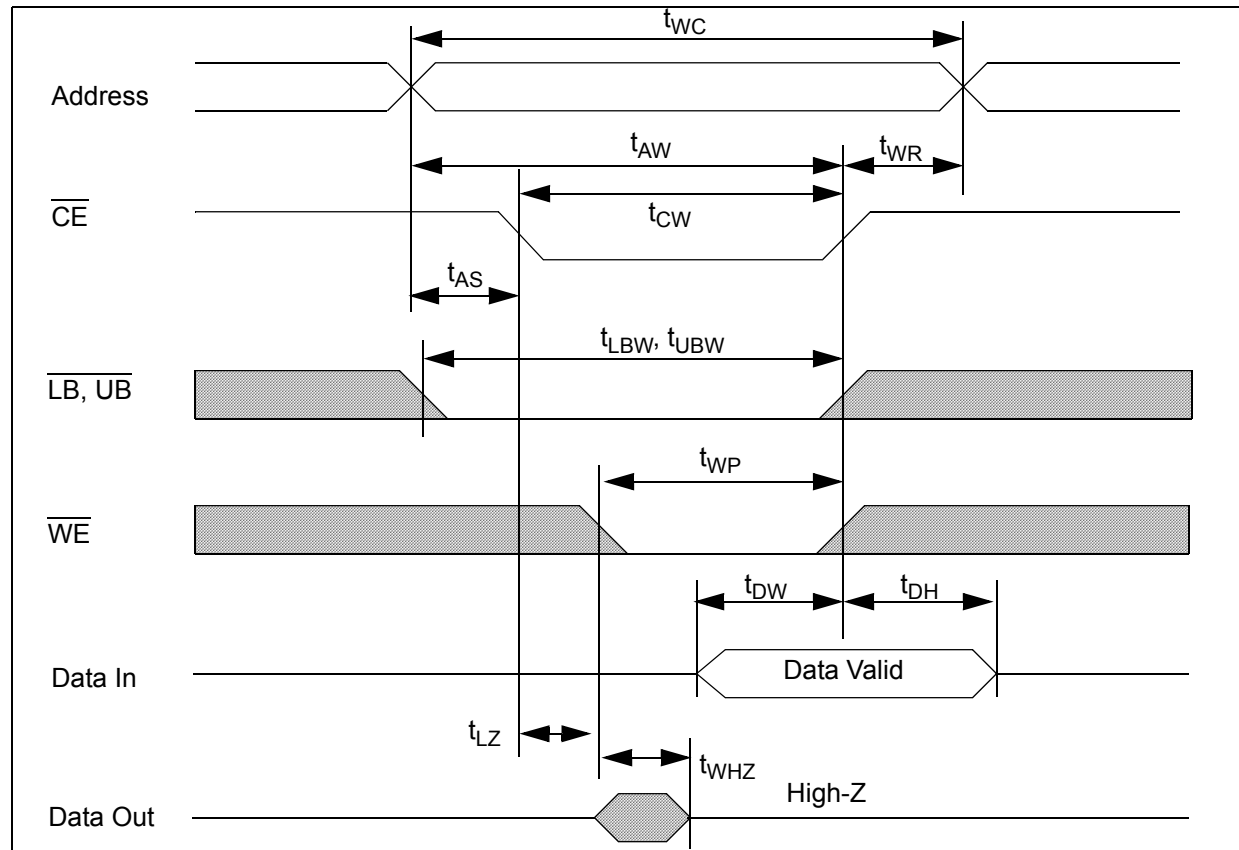 tWC
Address
tAW
tWR
CE
tCW
tAS
tLBW, tUBW
LB, UB
tWP
WE
tDW
tDH
Data In
Data Valid
tLZ
tWHZ
High-Z
Data Out